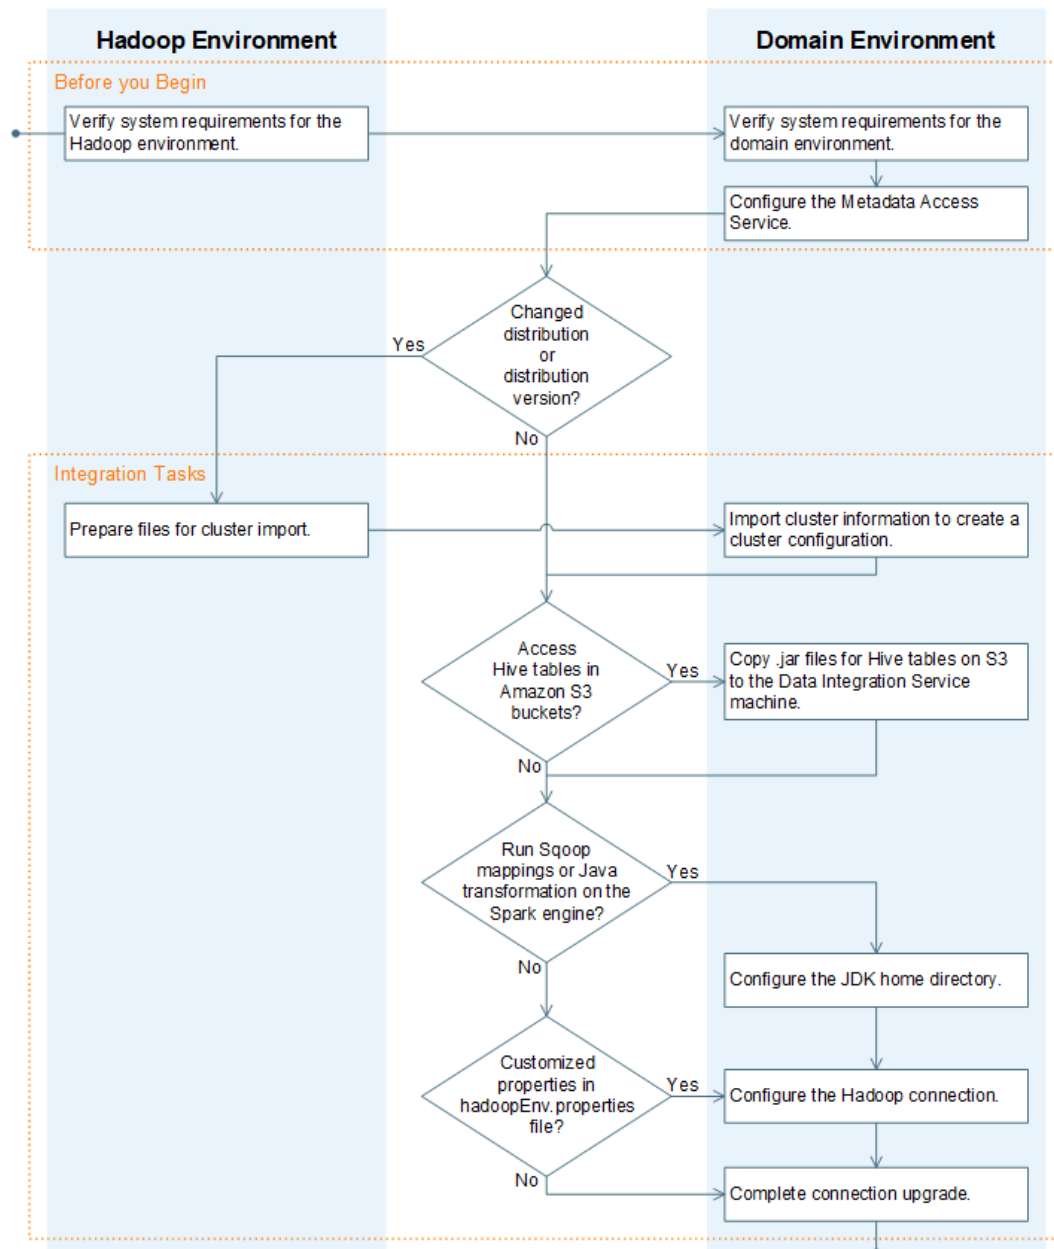 Hadoop Environment
Domain Environment
Before you Begin
Verify system requirements for the
Hadoop environment.
Verify system requirements for the
domain environment.
Configure the Metadata Access
Service.
Changed
distribution
or
distribution
version?
Yes
No
Integration Tasks
Prepare files for cluster import.
Import cluster information to create a
cluster configuration.
Access
Hive tables in
Amazon S3
buckets?
Yes
Copy .jar files for Hive tables on S3
to the Data Integration Service
machine.
No
Run Sqoop
mappings or Java
transformation on the
Spark engine?
Yes
No
Configure the JDK home directory.
Customized
properties in
hadoopEnv.properties
file?
Yes
Configure the Hadoop connection.
No
Complete connection upgrade.